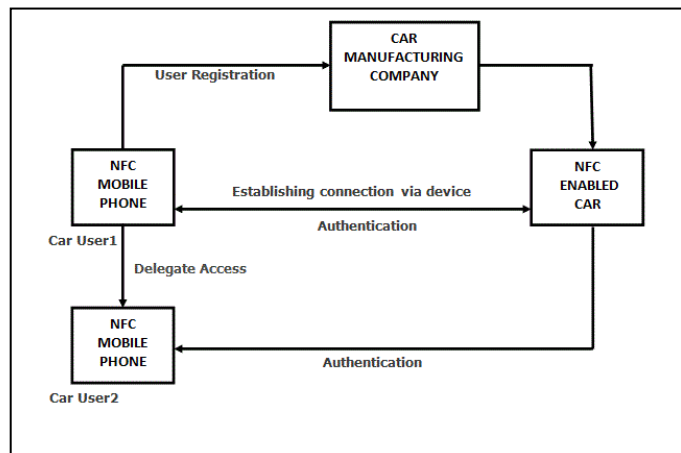 CAR
MANUFACTURING
COMPANY
User Registration
NFC
MOBILE
PHONE
NFC
ENABLED
CAR
Establishing connection via device
Authentication
Car User1
Delegate Access
NFC
MOBILE
PHONE
Authentication
Car User2